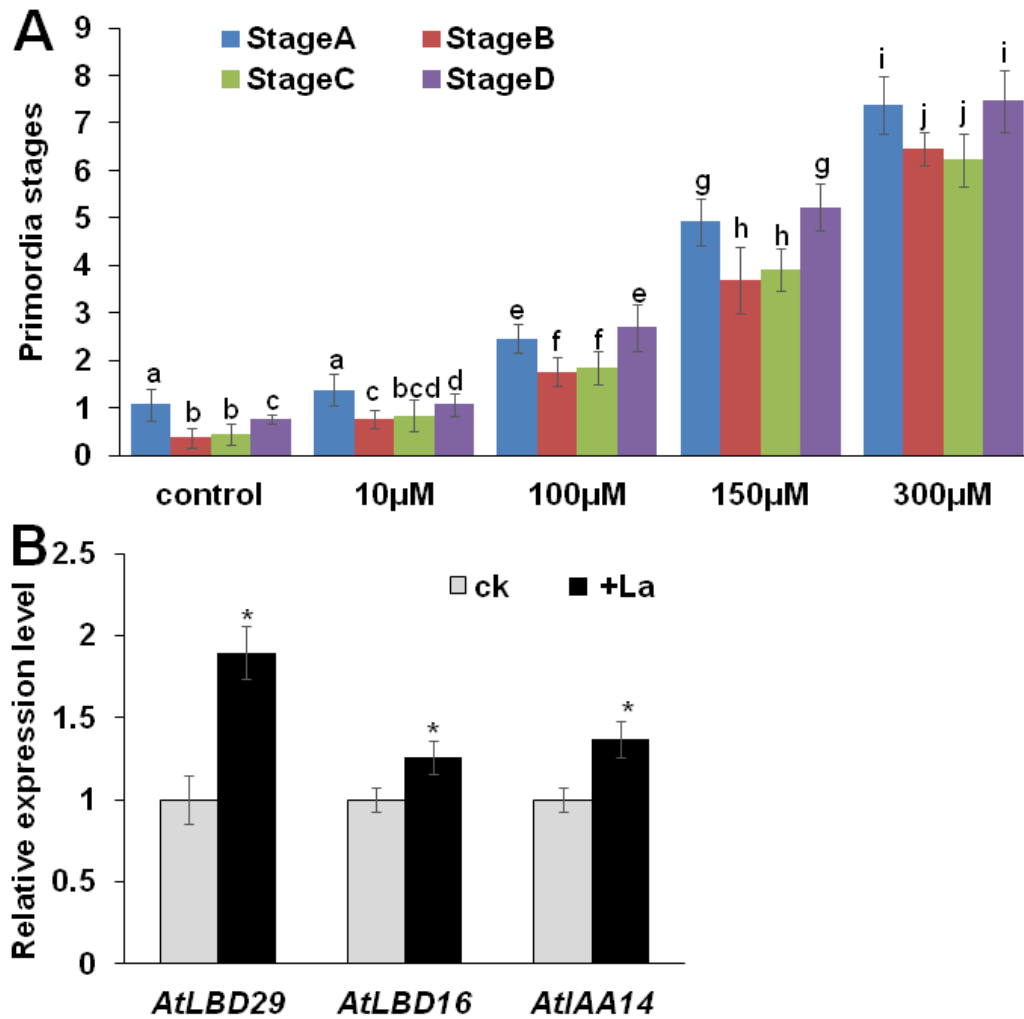 A
StageA StageB
StageC StageD
Primordia stages
9
8
7
6
5
4
3
2
1
0
a b b c
a c bcd d
e f f e
g h h g
i j j i
control 10µM 100µM 150µM 300µM
B
ck +La
Relative expression level
2.5
2
1.5
1
0.5
0
* * *
AtLBD29 AtLBD16 AtIAA14